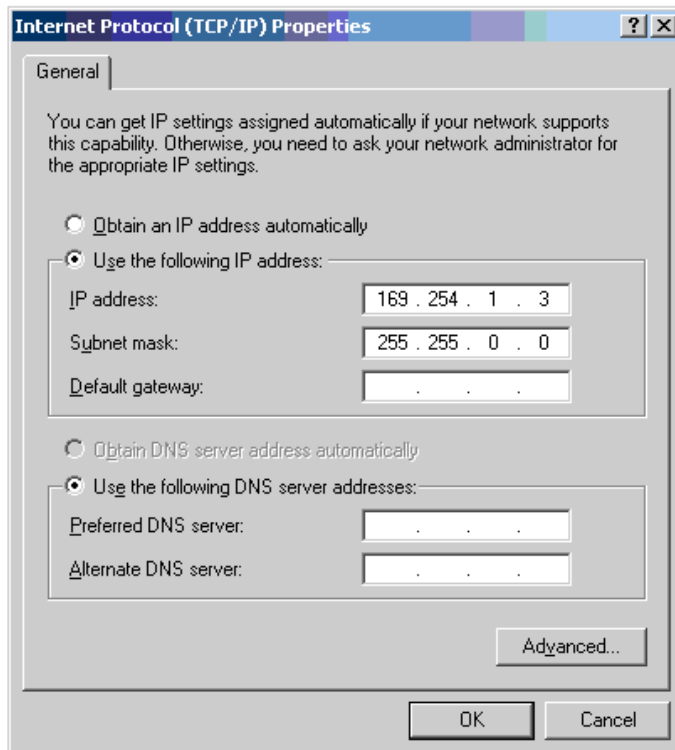 Internet Protocol (TCP/IP) Properties
General
You can get IP settings assigned automatically if your network supports
this capability. Otherwise, you need to ask your network administrator for
the appropriate IP settings.
Obtain an IP address automatically
Use the following IP address:
IP address: 169 . 254 . 1 . 3
Subnet mask: 255 . 255 . 0 . 0
Default gateway: . . .
Obtain DNS server address automatically
Use the following DNS server addresses:
Preferred DNS server: . . .
Alternate DNS server: . . .
Advanced...
OK Cancel